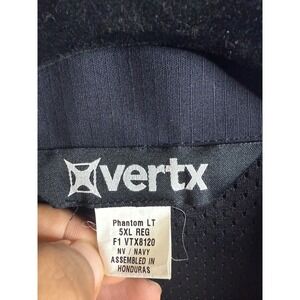 vertx
Phantom LT
5XL REG
F1 VTX8120
NV / NAVY
ASSEMBLED IN
HONDURAS